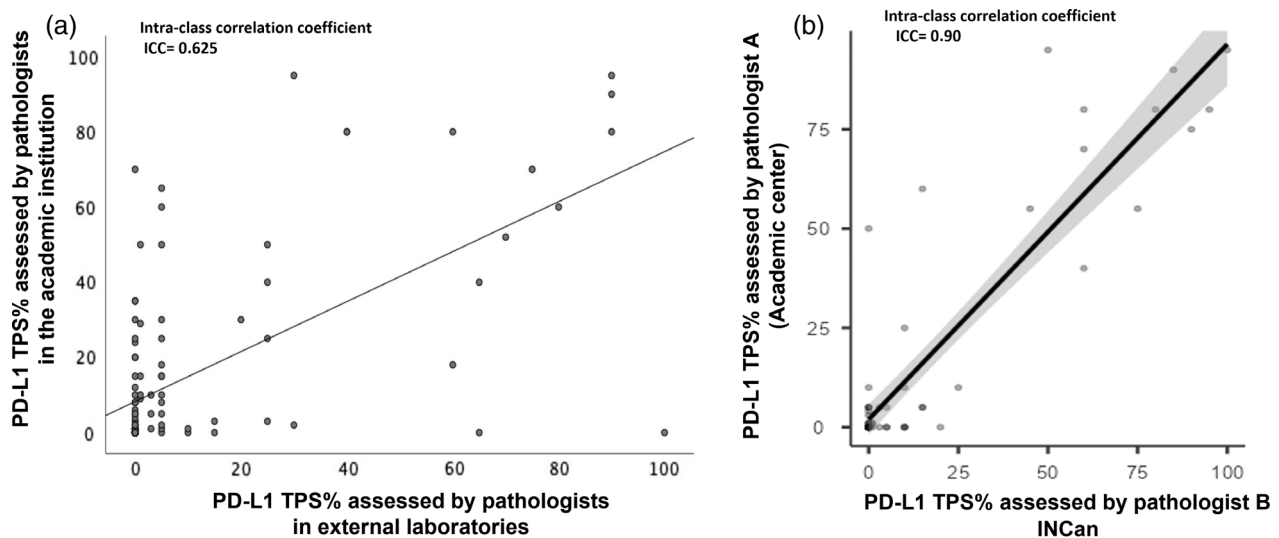 (a)
Intra-class correlation coefficient
ICC= 0.625
PD-L1 TPS% assessed by pathologists
in the academic institution
100
80
60
40
20
0
0 20 40 60 80 100
PD-L1 TPS% assessed by pathologists
in external laboratories
(b)
Intra-class correlation coefficient
ICC= 0.90
PD-L1 TPS% assessed by pathologist A
(Academic center)
75
50
25
0
0 25 50 75 100
PD-L1 TPS% assessed by pathologist B
INCan